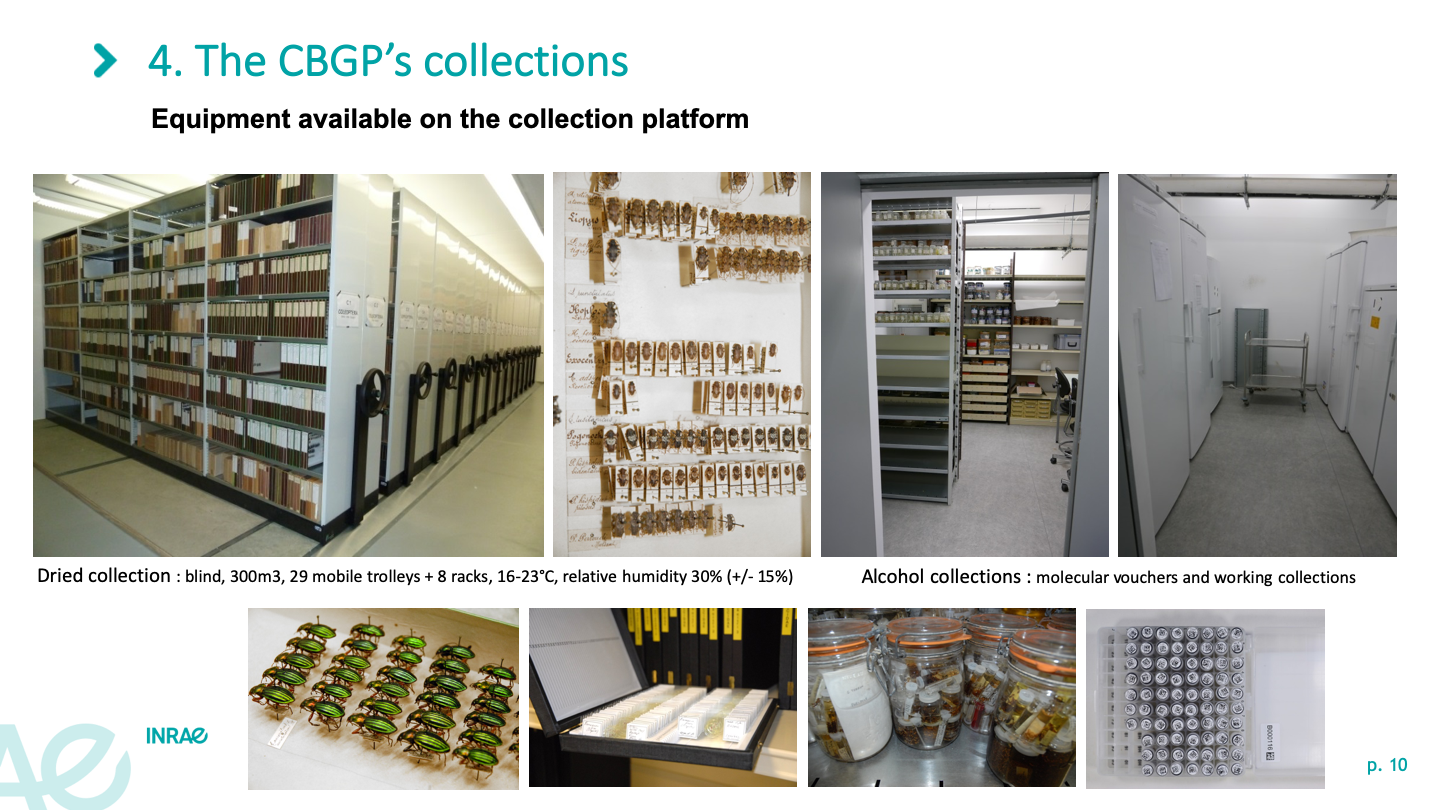 4. The CBGP’s collections
Equipment available on the collection platform
Dried collection : blind, 300m3, 29 mobile trolleys + 8 racks, 16-23°C, relative humidity 30% (+/- 15%)
Alcohol collections : molecular vouchers and working collections
INRAE
p. 10